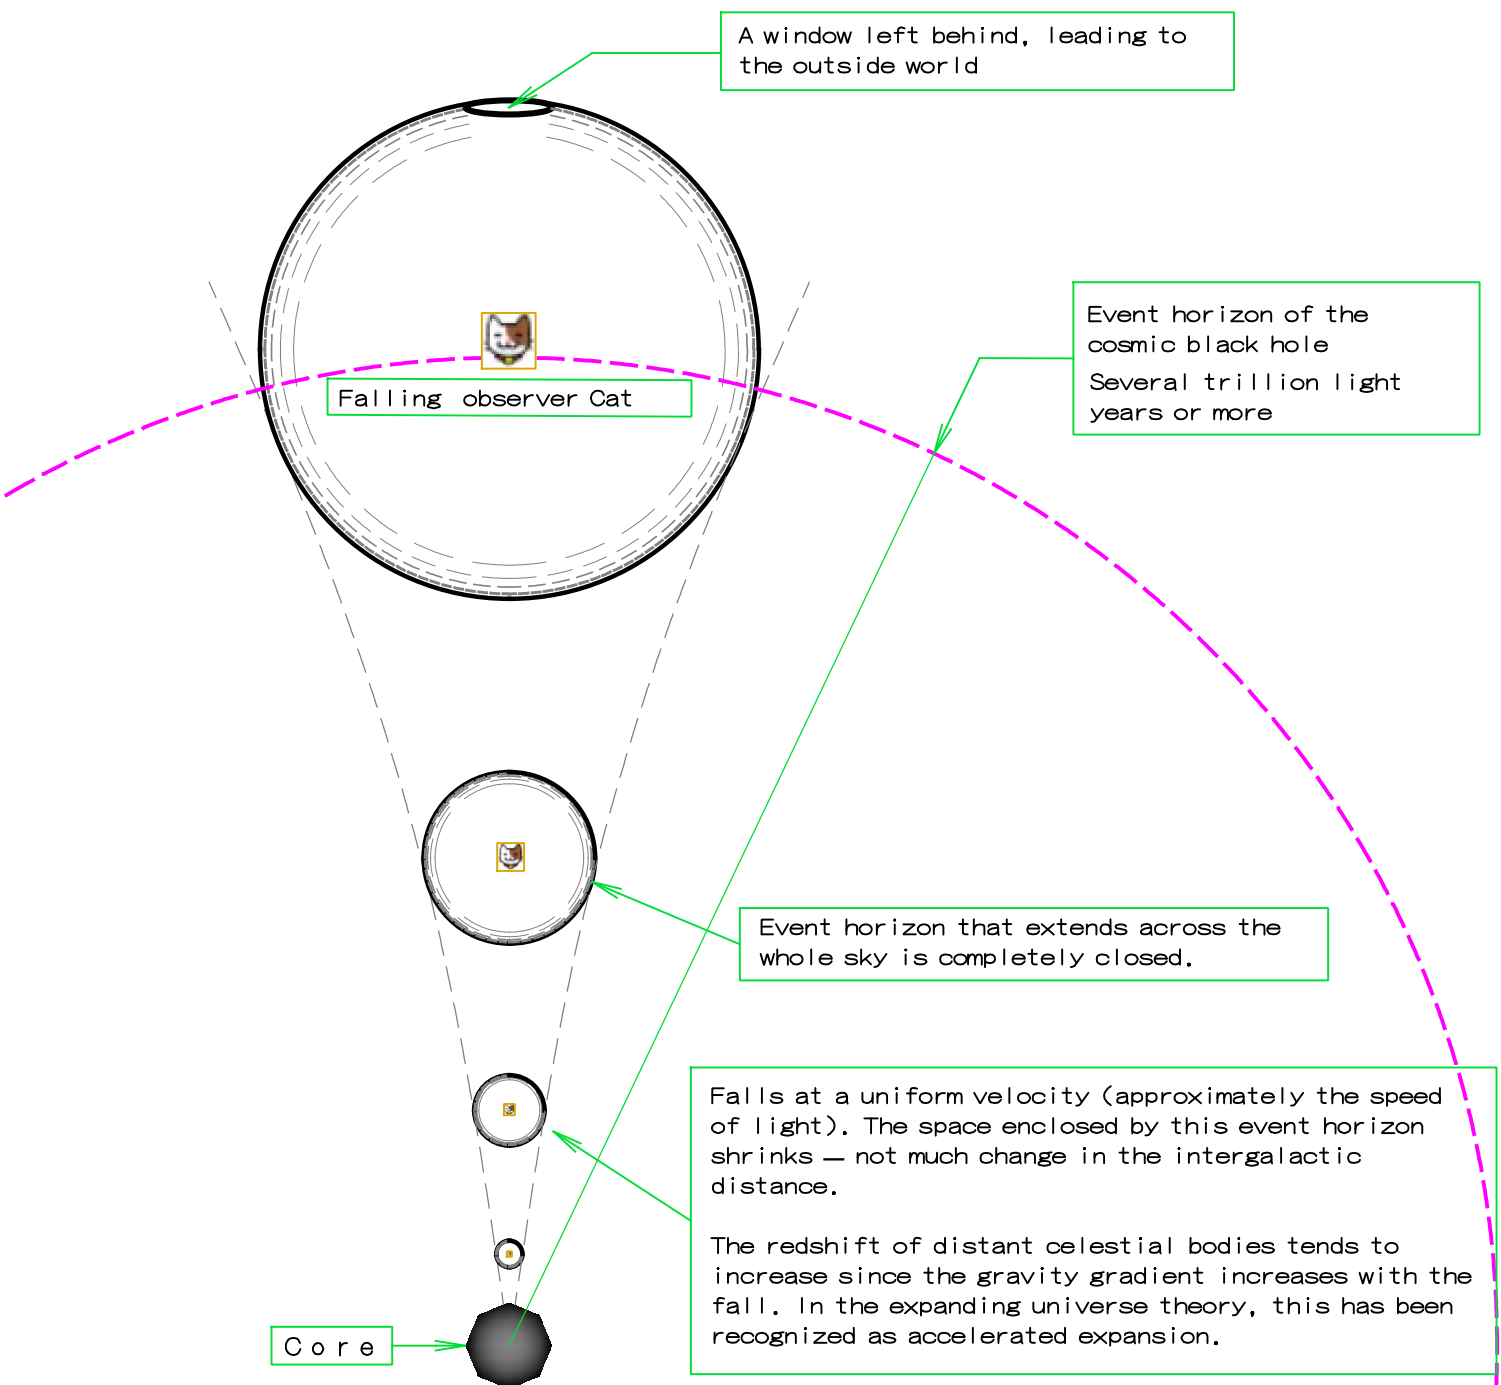 A window left behind, leading to
the outside world
Event horizon of the
cosmic black hole
Several trillion light
years or more
Falling observer Cat
Event horizon that extends across the
whole sky is completely closed.
Falls at a uniform velocity (approximately the speed
of light). The space enclosed by this event horizon
shrinks — not much change in the intergalactic
distance.
The redshift of distant celestial bodies tends to
increase since the gravity gradient increases with the
fall. In the expanding universe theory, this has been
recognized as accelerated expansion.
Core